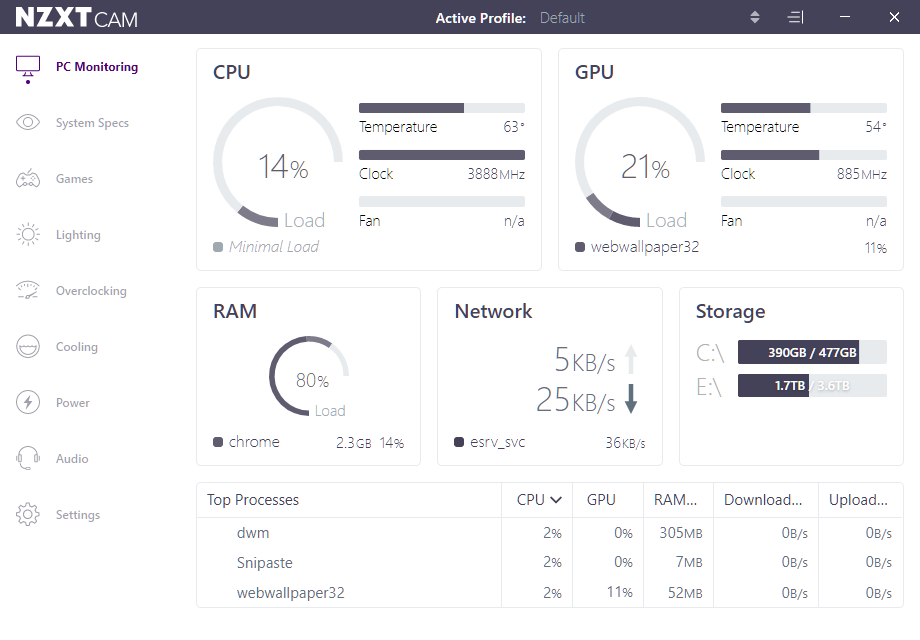 NZXT CAM
Active Profile: Default
PC Monitoring
System Specs
Games
Lighting
Overclocking
Cooling
Power
Audio
Settings
CPU
14%
Load
Minimal Load
Temperature 63°
Clock 3888MHz
Fan n/a
GPU
21%
Load
webwallpaper32 11%
Temperature 54°
Clock 885MHz
Fan n/a
RAM
80%
Load
chrome 2.3GB 14%
Network
5KB/s
25KB/s
esrv_svc 36KB/s
Storage
C:\ 390GB / 477GB
E:\ 1.7TB / 3.6TB
Top Processes CPU GPU RAM... Download... Upload...
dwm 2% 0% 305MB 0B/s 0B/s
Snipaste 2% 0% 7MB 0B/s 0B/s
webwallpaper32 2% 11% 52MB 0B/s 0B/s